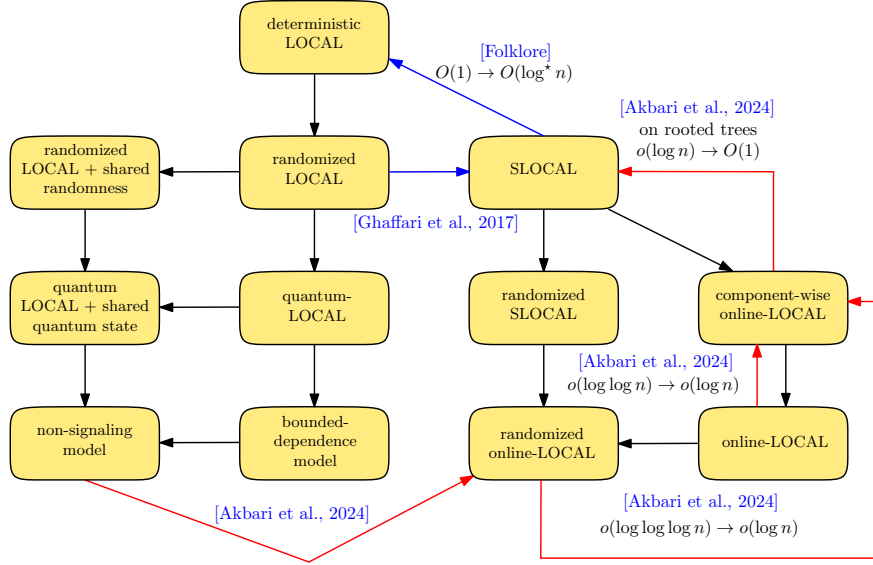 deterministic
LOCAL
[Folklore]
O(1) → O(log⋆ n)
[Akbari et al., 2024]
on rooted trees
o(log n) → O(1)
randomized
LOCAL + shared
randomness
randomized
LOCAL
SLOCAL
[Ghaffari et al., 2017]
quantum
LOCAL + shared
quantum state
quantum-
LOCAL
randomized
SLOCAL
component-wise
online-LOCAL
[Akbari et al., 2024]
o(log log n) → o(log n)
non-signaling
model
bounded-
dependence
model
randomized
online-LOCAL
online-LOCAL
[Akbari et al., 2024]
[Akbari et al., 2024]
o(log log log n) → o(log n)